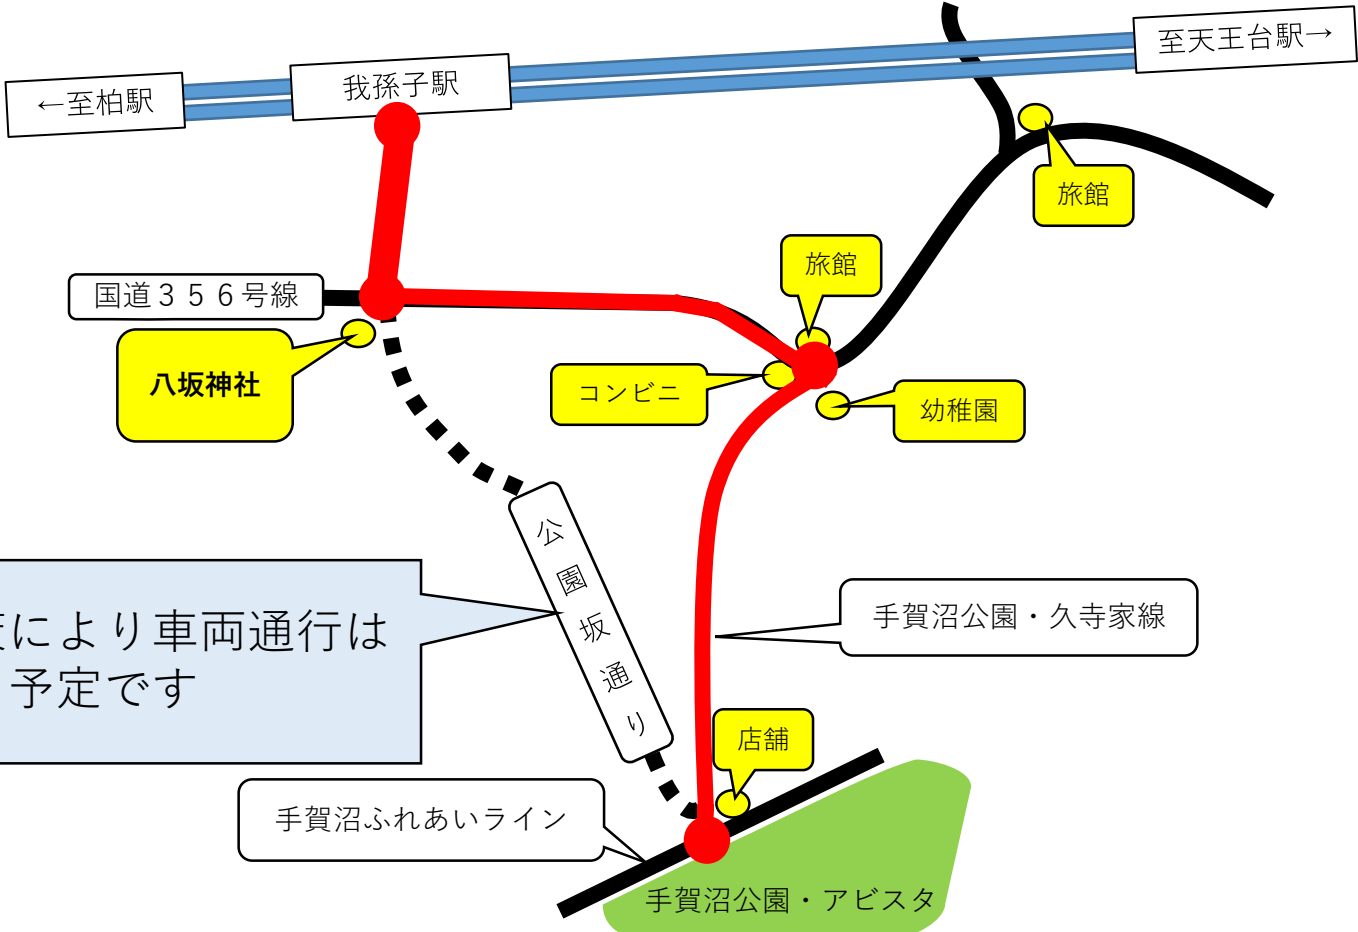 至天王台駅→
我孫子駅
←至柏駅
旅館
旅館
国道３５６号線
八坂神社
コンビニ
幼稚園
公園坂通り
により車両通行は
予定です
手賀沼公園・久寺家線
店舗
手賀沼ふれあいライン
手賀沼公園・アビスタ